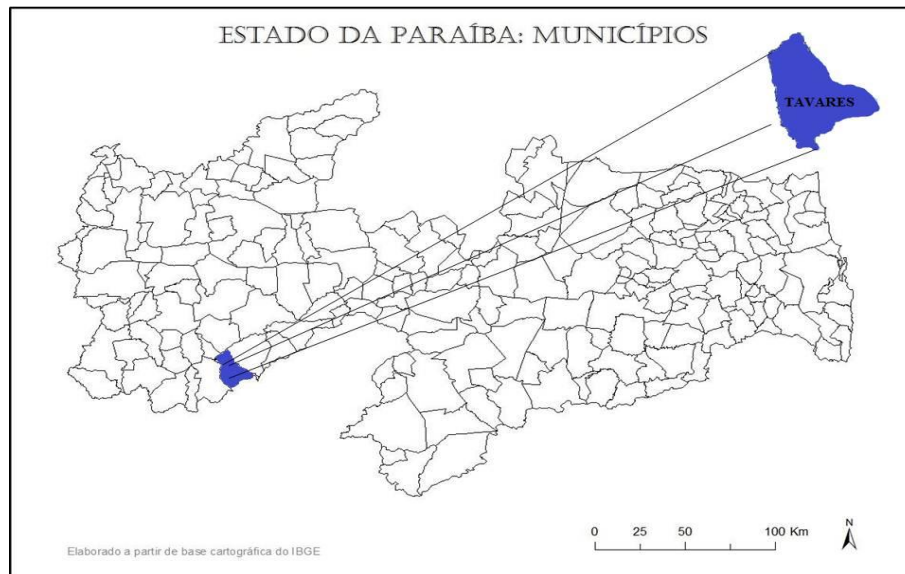 ESTADO DA PARAÍBA: MUNICÍPIOS
TAVARES
0 25 50 100 Km
N
Elaborado a partir de base cartográfica do IBGE